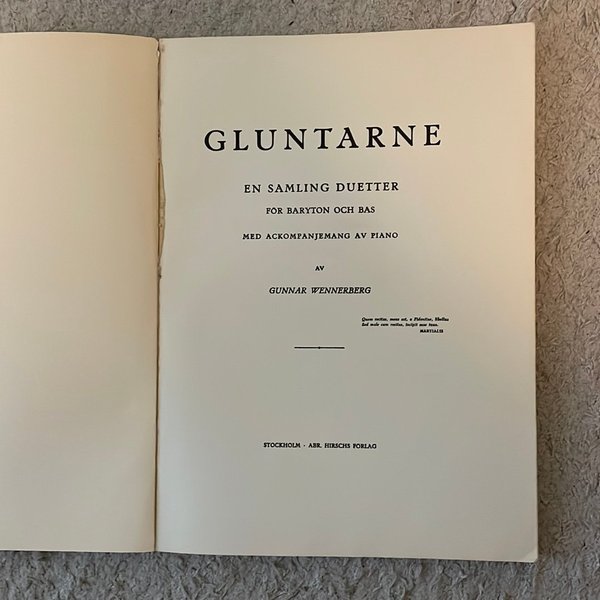 GLUNTARNE
EN SAMLING DUETTER
FÖR BARYTON OCH BAS
MED ACKOMPANJEMANG AV PIANO
AV
GUNNAR WENNERBERG
Quem recitas, meus est, o Fidentine, libellus
Sed male cum recitas, incipit esse tuus.
MARTIALIS
STOCKHOLM · ABR. HIRSCHS FÖRLAG